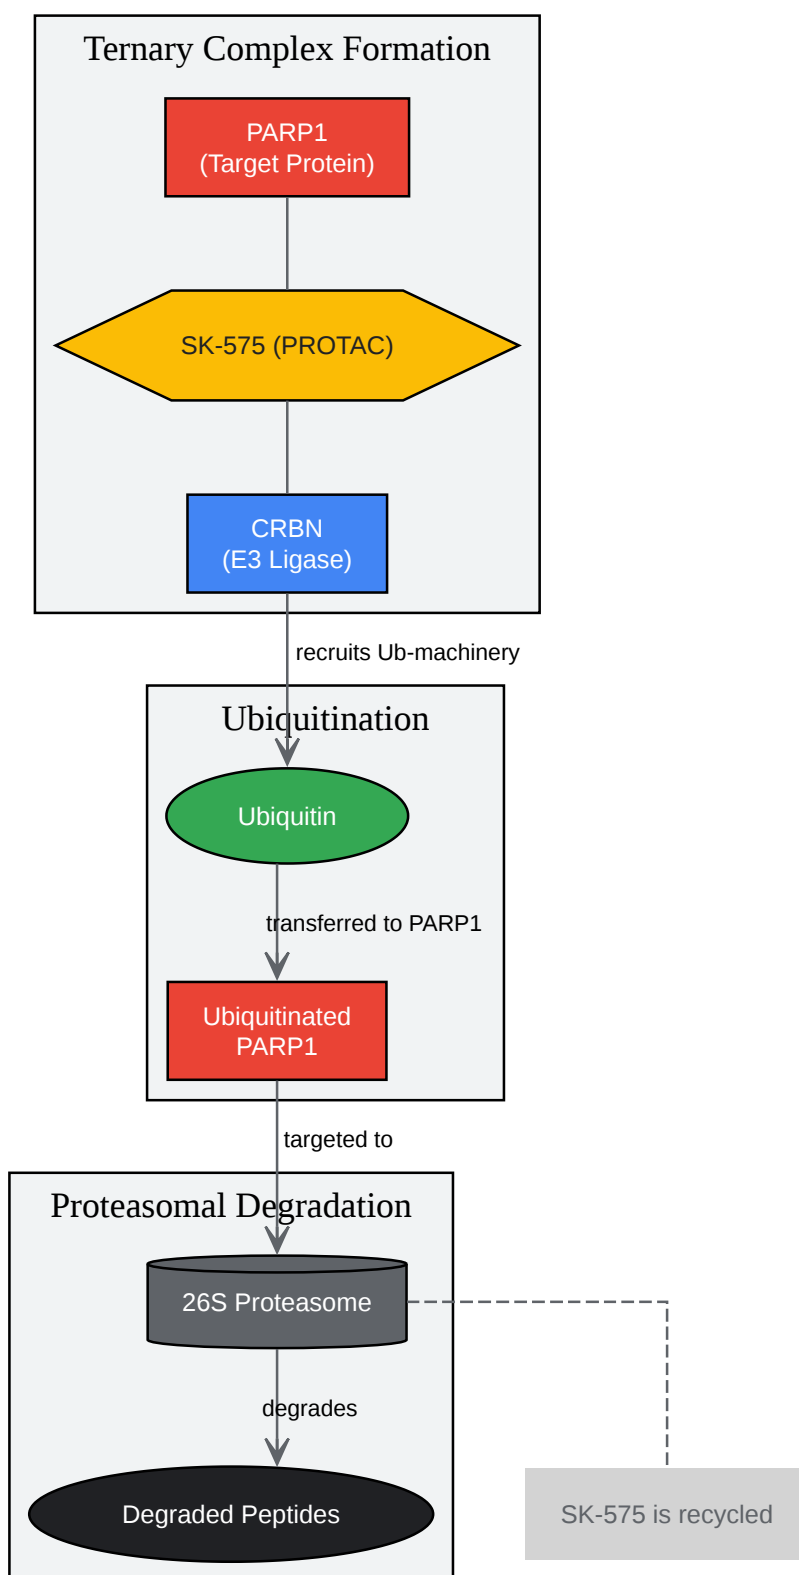 Ternary Complex Formation
PARP1
(Target Protein)
SK-575 (PROTAC)
CRBN
(E3 Ligase)
recruits Ub-machinery
Ubiquitination
Ubiquitin
transferred to PARP1
Ubiquitinated
PARP1
targeted to
Proteasomal Degradation
26S Proteasome
degrades
Degraded Peptides
SK-575 is recycled